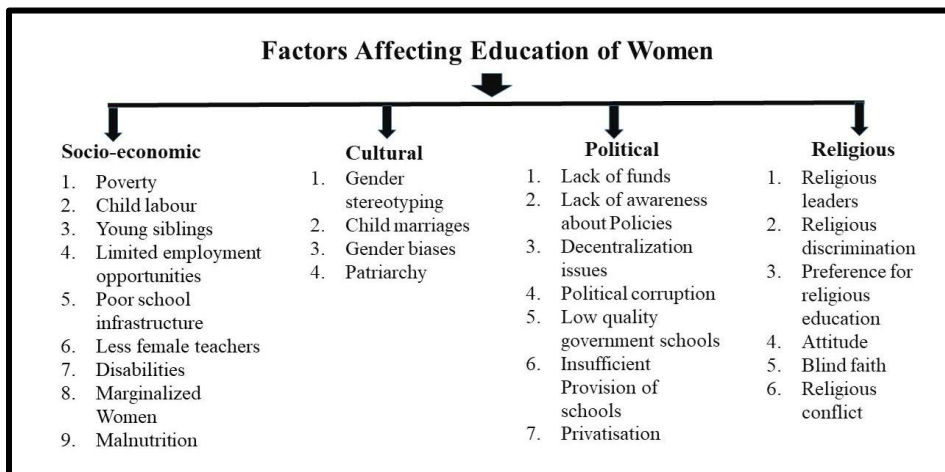 Factors Affecting Education of Women
Socio-economic
1. Poverty
2. Child labour
3. Young siblings
4. Limited employment
opportunities
5. Poor school
infrastructure
6. Less female teachers
7. Disabilities
8. Marginalized
Women
9. Malnutrition
Cultural
1. Gender
stereotyping
2. Child marriages
3. Gender biases
4. Patriarchy
Political
1. Lack of funds
2. Lack of awareness
about Policies
3. Decentralization
issues
4. Political corruption
5. Low quality
government schools
6. Insufficient
Provision of
schools
7. Privatisation
Religious
1. Religious
leaders
2. Religious
discrimination
3. Preference for
religious
education
4. Attitude
5. Blind faith
6. Religious
conflict